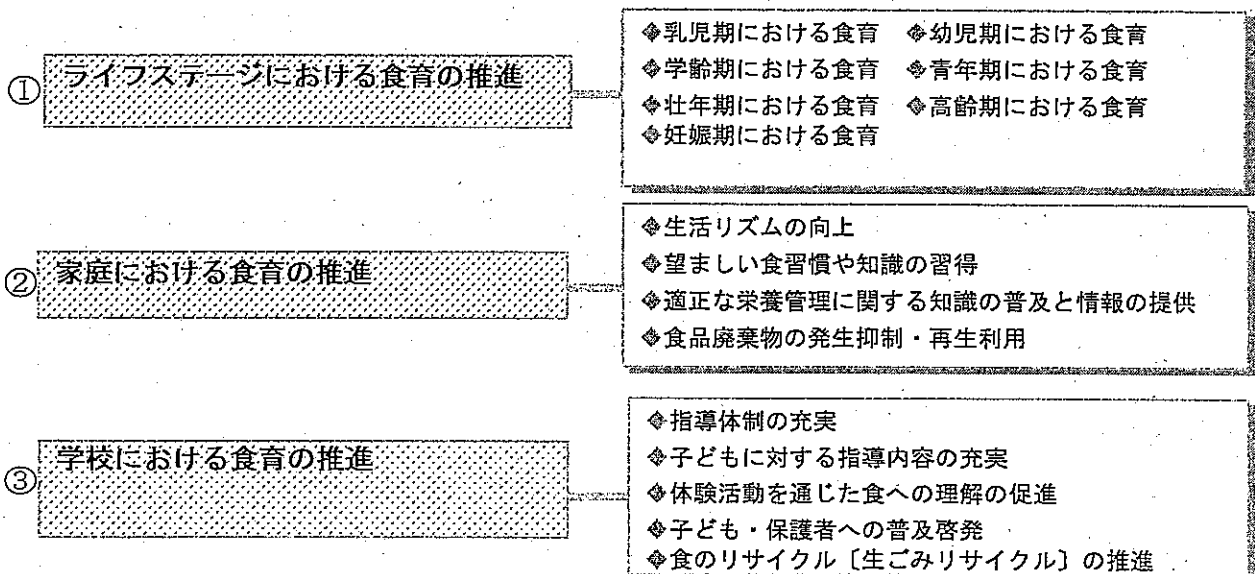 ① ライフステージにおける食育の推進
◆乳児期における食育 ◆幼児期における食育
◆学齢期における食育 ◆青年期における食育
◆壮年期における食育 ◆高齢期における食育
◆妊娠期における食育
② 家庭における食育の推進
◆生活リズムの向上
◆望ましい食習慣や知識の習得
◆適正な栄養管理に関する知識の普及と情報の提供
◆食品廃棄物の発生抑制・再生利用
③ 学校における食育の推進
◆指導体制の充実
◆子どもに対する指導内容の充実
◆体験活動を通じた食への理解の促進
◆子ども・保護者への普及啓発
◆食のリサイクル〔生ごみリサイクル〕の推進